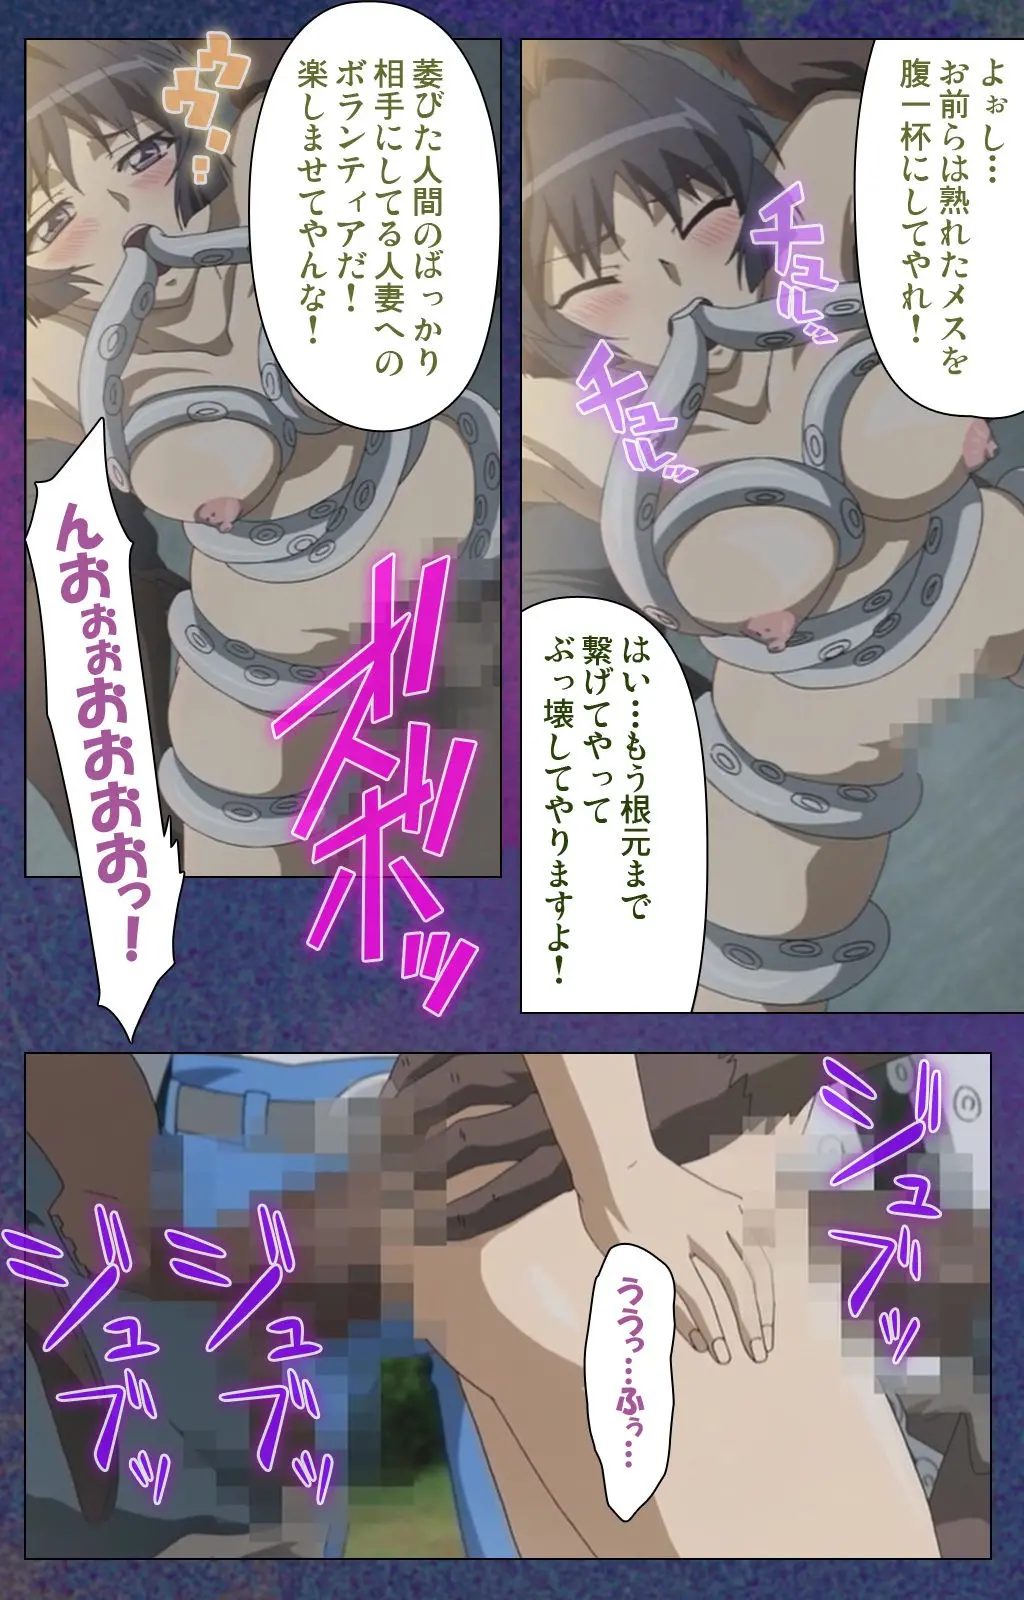 よぉし…
お前らは熟れたメスを
腹一杯にしてやれ！
チュルッ
チュルッ
はい…もう根元まで
繋げてやって
ぶっ壊してやりますよ！
萎びた人間のばっかり
相手にしてる人妻への
ボランティアだ！
楽しませてやんな！
ウウ…
んおぉぉおおおおっ！
ズボッ
ズボッ
ジュブッ
ううっ…ふぅ…
ジュブッ
ジュブッ